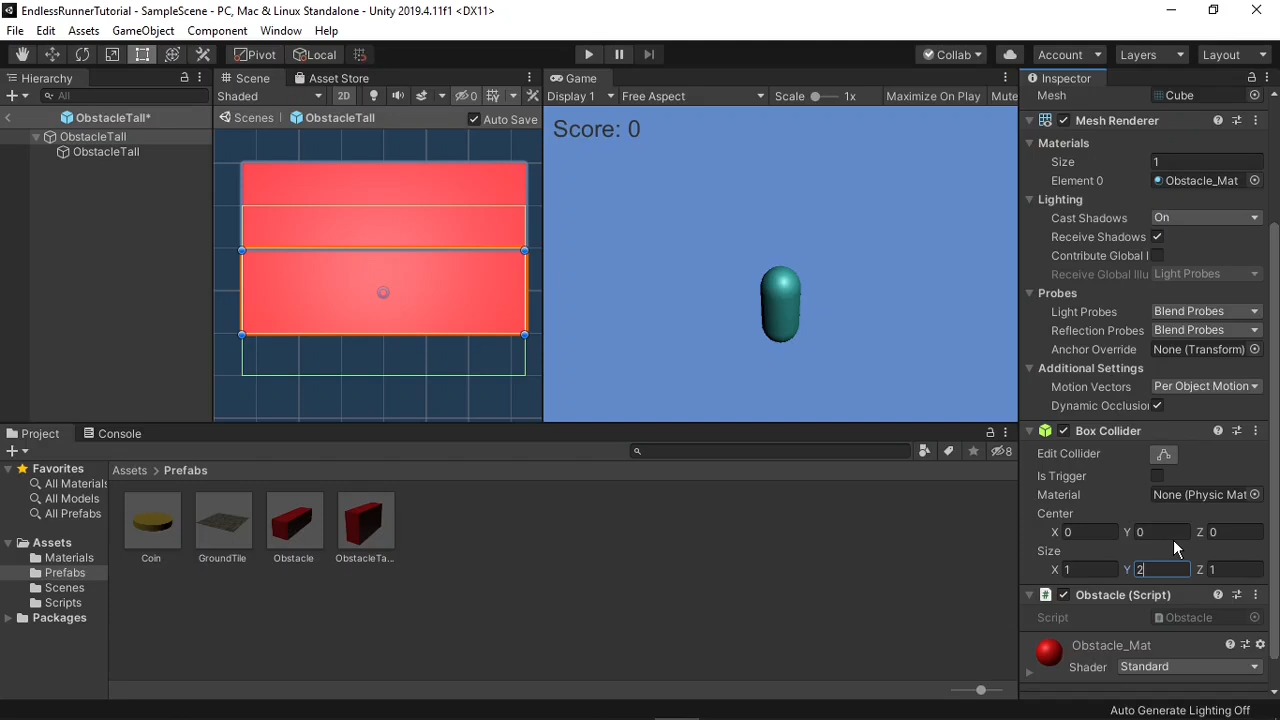 EndlessRunnerTutorial - SampleScene - PC, Mac & Linux Standalone - Unity 2019.4.11f1 <DX11>
File Edit Assets GameObject Component Window Help
Pivot Local Collab Account Layers Layout
Hierarchy
All
ObstacleTall*
ObstacleTall
ObstacleTall
Scene Asset Store
Shaded 2D 0
Scenes ObstacleTall Auto Save
Game
Display 1 Free Aspect Scale 1x Maximize On Play Mute
Score: 0
Inspector
Mesh Cube
Mesh Renderer
Materials
Size 1
Element 0 Obstacle_Mat
Lighting
Cast Shadows On
Receive Shadows
Contribute Global I
Receive Global Illu Light Probes
Probes
Light Probes Blend Probes
Reflection Probes Blend Probes
Anchor Override None (Transform)
Additional Settings
Motion Vectors Per Object Motion
Dynamic Occlusion
Box Collider
Edit Collider
Is Trigger
Material None (Physic Mat
Center
X 0 Y 0 Z 0
Size
X 1 Y 2 Z 1
Obstacle (Script)
Script Obstacle
Obstacle_Mat
Shader Standard
Project Console
8
Favorites
All Materials
All Models
All Prefabs
Assets
Materials
Prefabs
Scenes
Scripts
Packages
Assets > Prefabs
Coin GroundTile Obstacle ObstacleTa...
Auto Generate Lighting Off